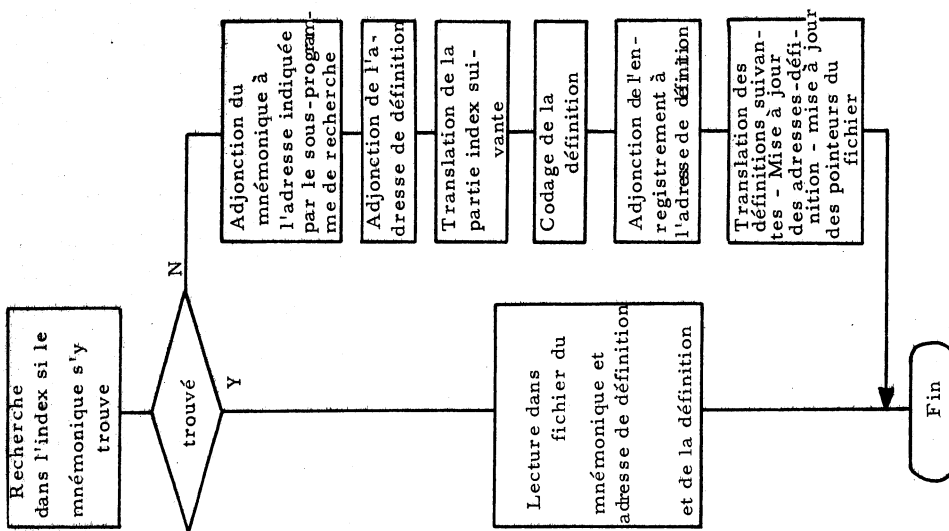 Recherche
dans l'index si le
mnémonique s'y
trouve
trouvé
N
Y
Adjonction du
mnémonique à
l'adresse indiquée
par le sous-program-
me de recherche
Adjonction de l'a-
dresse de définition
Translation de la
partie index sui-
vante
Codage de la
définition
Adjonction de l'en-
registrement à
l'adresse de définition
Translation des
définitions suivan-
tes - Mise à jour
des adresses-défi-
nition - mise à jour
des pointeurs du
fichier
Lecture dans
fichier du
mnémonique et
adresse de définition
et de la définition
Fin